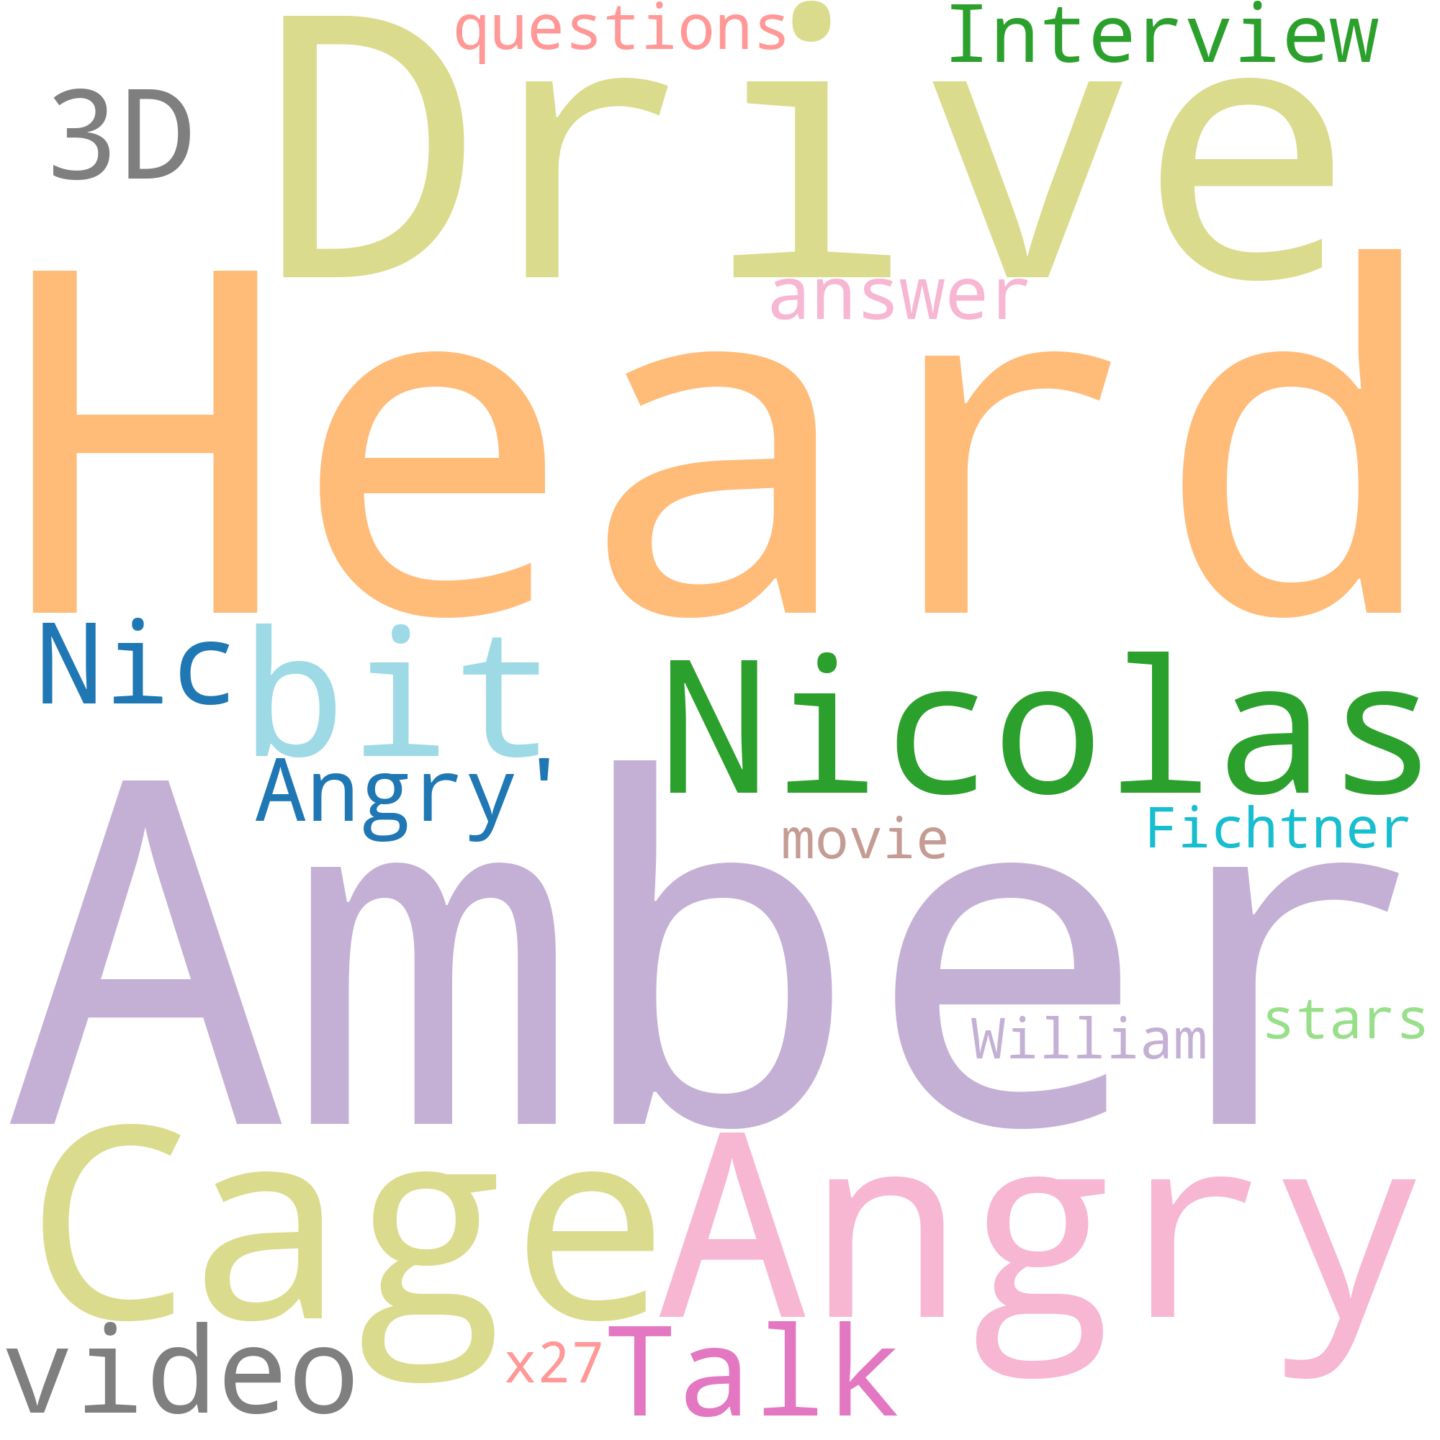 questions Interview
3D Drive
answer
Heard
Nic bit Nicolas
Angry' movie Fichtner
Amber
William stars
Cage Angry
video x27 Talk